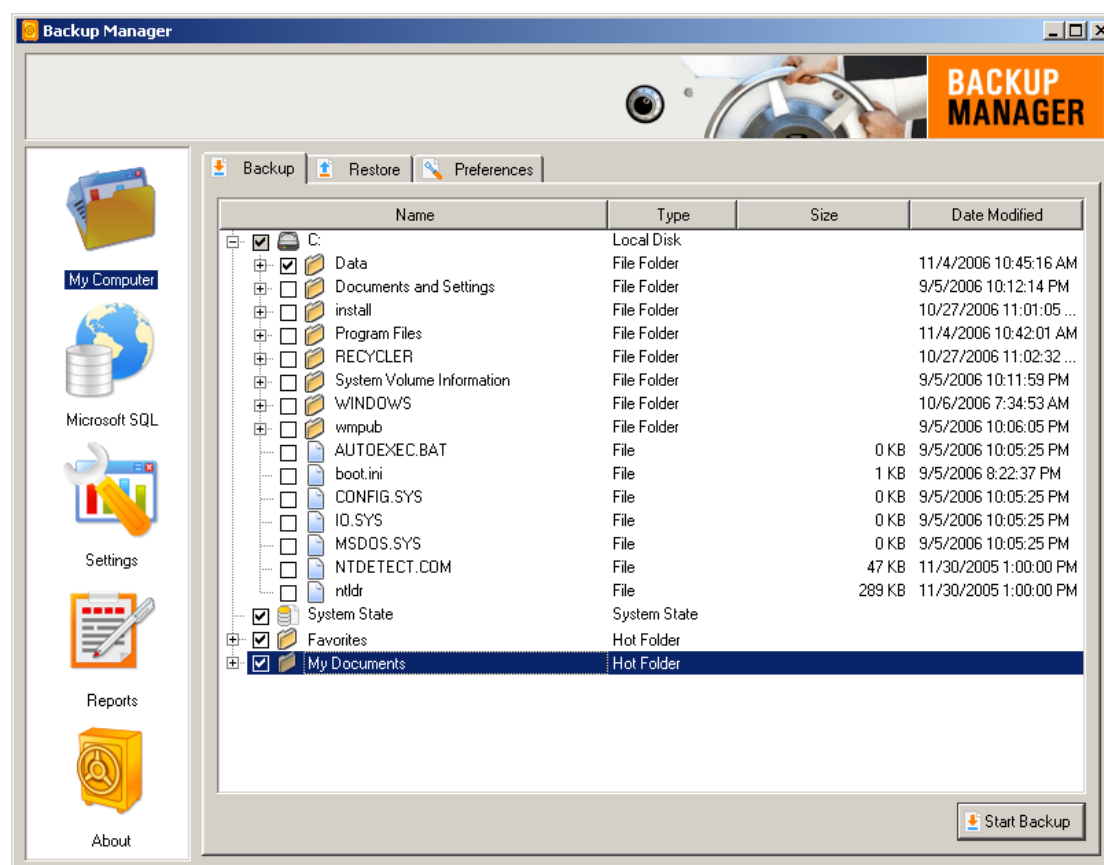 Backup Manager
BACKUP
MANAGER
My Computer
Microsoft SQL
Settings
Reports
About
Backup Restore Preferences
Name Type Size Date Modified
C: Local Disk
Data File Folder 11/4/2006 10:45:16 AM
Documents and Settings File Folder 9/5/2006 10:12:14 PM
install File Folder 10/27/2006 11:01:05 ...
Program Files File Folder 11/4/2006 10:42:01 AM
RECYCLER File Folder 10/27/2006 11:02:32 ...
System Volume Information File Folder 9/5/2006 10:11:59 PM
WINDOWS File Folder 10/6/2006 7:34:53 AM
wmpub File Folder 9/5/2006 10:06:05 PM
AUTOEXEC.BAT File 0 KB 9/5/2006 10:05:25 PM
boot.ini File 1 KB 9/5/2006 8:22:37 PM
CONFIG.SYS File 0 KB 9/5/2006 10:05:25 PM
IO.SYS File 0 KB 9/5/2006 10:05:25 PM
MSDOS.SYS File 0 KB 9/5/2006 10:05:25 PM
NTDETECT.COM File 47 KB 11/30/2005 1:00:00 PM
ntldr File 289 KB 11/30/2005 1:00:00 PM
System State System State
Favorites Hot Folder
My Documents Hot Folder
Start Backup